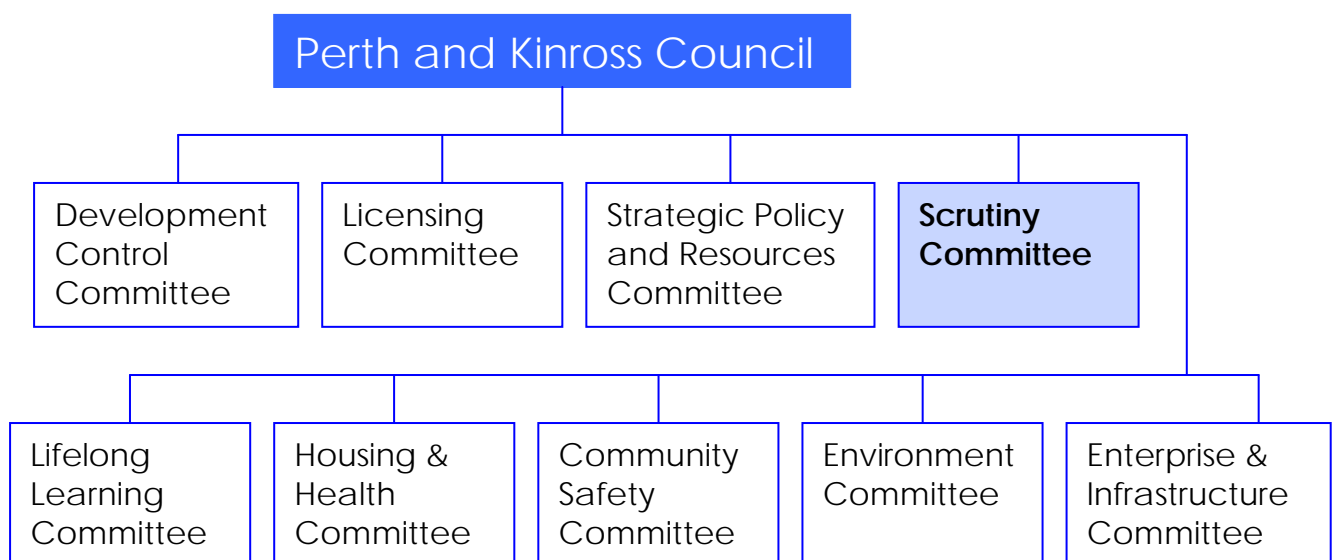 Perth and Kinross Council
Development
Control
Committee
Licensing
Committee
Strategic Policy
and Resources
Committee
Scrutiny
Committee
Lifelong
Learning
Committee
Housing &
Health
Committee
Community
Safety
Committee
Environment
Committee
Enterprise &
Infrastructure
Committee